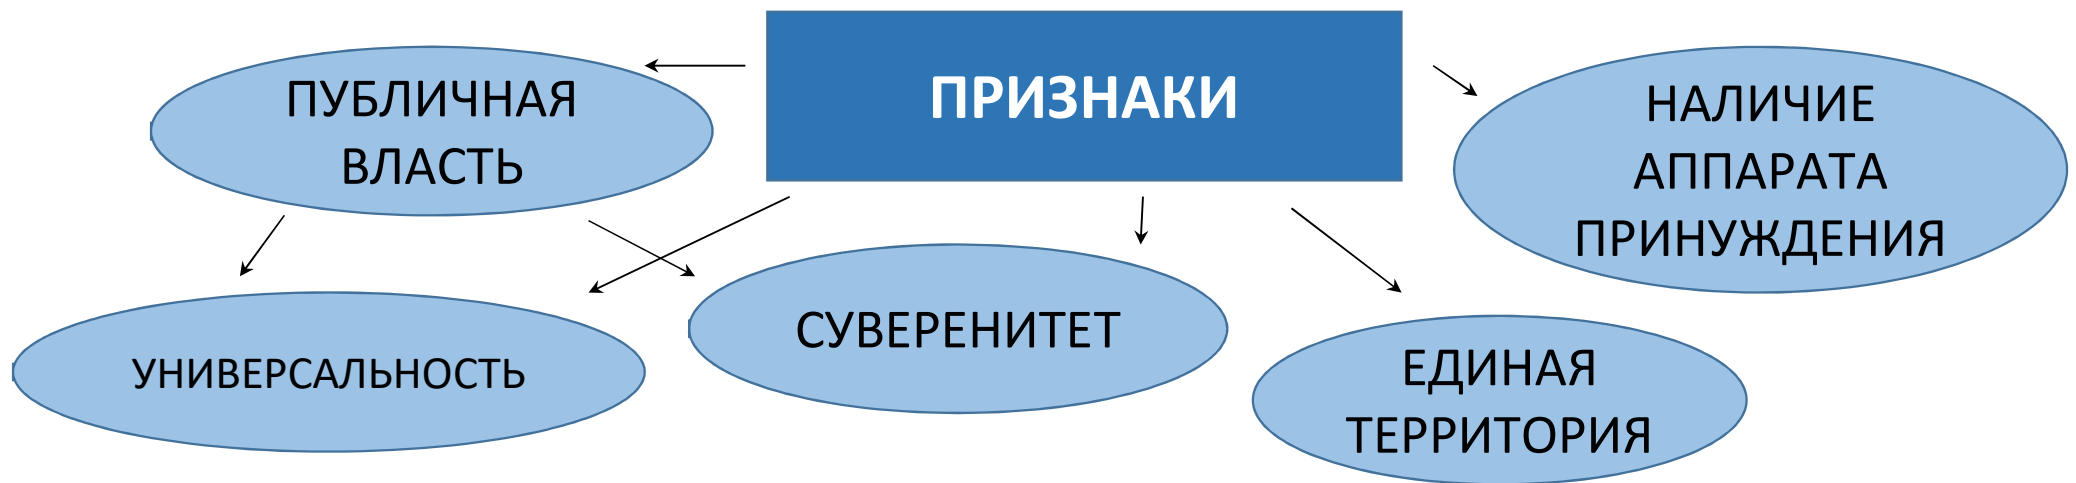 ПРИЗНАКИ
ПУБЛИЧНАЯ
ВЛАСТЬ
НАЛИЧИЕ
АППАРАТА
ПРИНУЖДЕНИЯ
УНИВЕРСАЛЬНОСТЬ
СУВЕРЕНИТЕТ
ЕДИНАЯ
ТЕРРИТОРИЯ